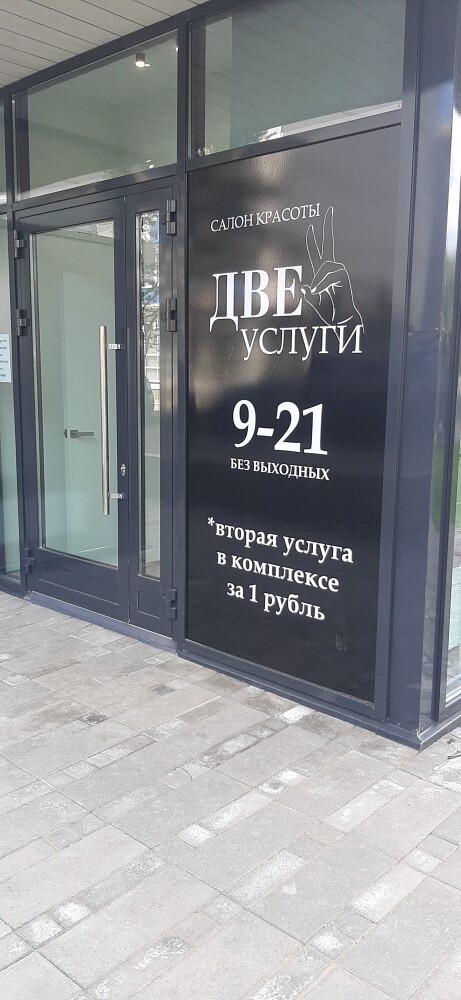 САЛОН КРАСОТЫ
ДВЕ
УСЛУГИ
9-21
БЕЗ ВЫХОДНЫХ
*вторая услуга
в комплексе
за 1 рубль